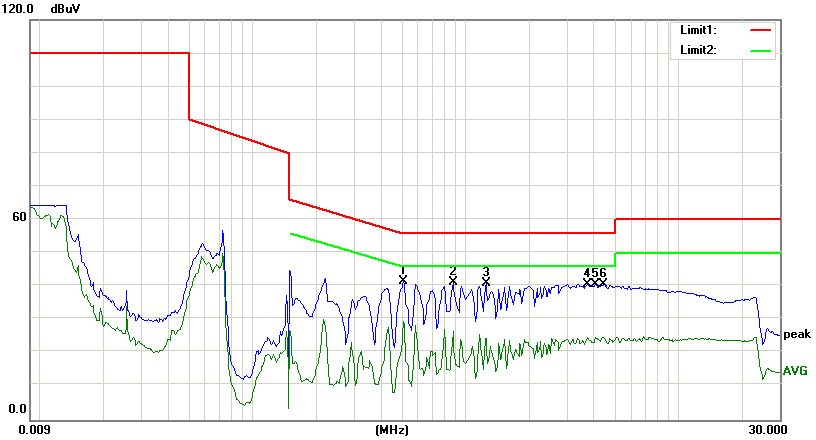 120.0 dBuV
Limit1:
Limit2:
60
1 2 3 456
peak
AVG
0.0
0.009 (MHz) 30.000